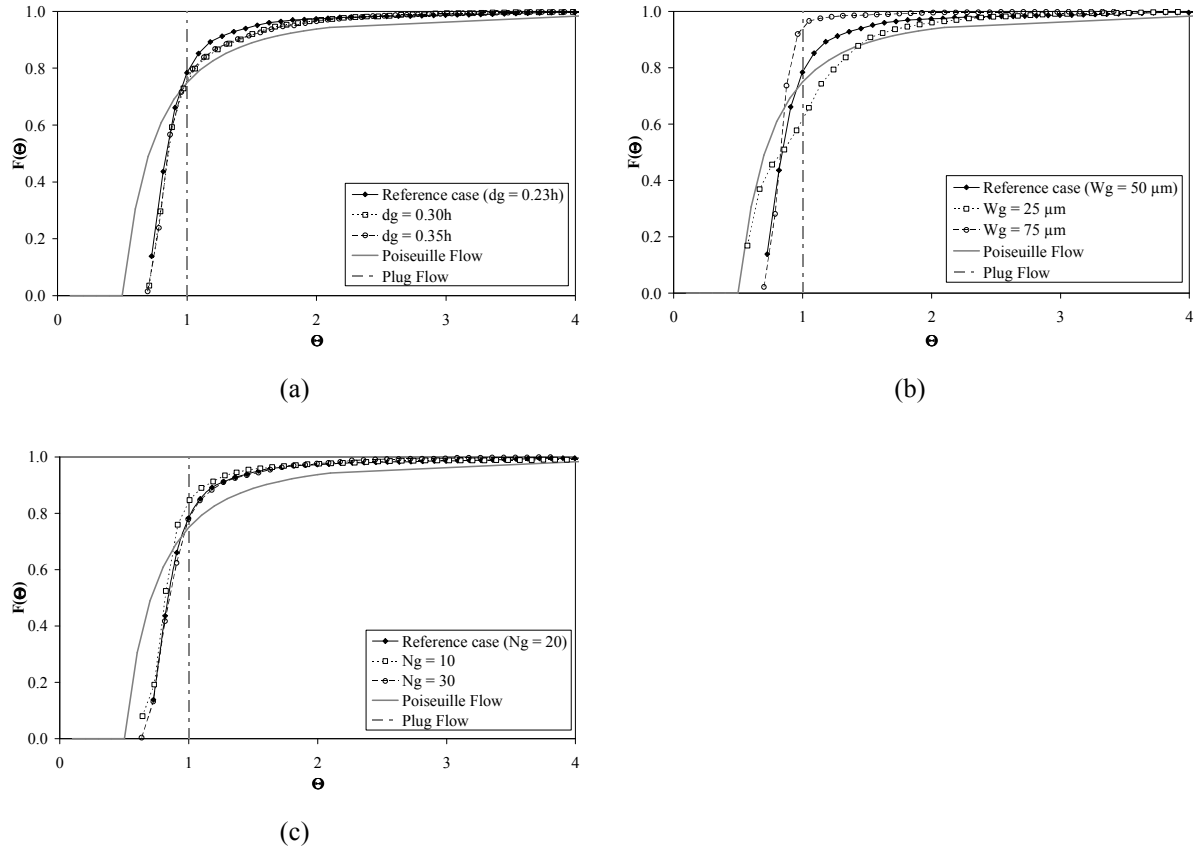 1.0
0.8
0.6
0.4
0.2
0.0
F(Θ)
0 1 2 3 4
Θ
Reference case (dg = 0.23h)
dg = 0.30h
dg = 0.35h
Poiseuille Flow
Plug Flow
(a)
1.0
0.8
0.6
0.4
0.2
0.0
F(Θ)
0 1 2 3 4
Θ
Reference case (Wg = 50 µm)
Wg = 25 µm
Wg = 75 µm
Poiseuille Flow
Plug Flow
(b)
1.0
0.8
0.6
0.4
0.2
0.0
F(Θ)
0 1 2 3 4
Θ
Reference case (Ng = 20)
Ng = 10
Ng = 30
Poiseuille Flow
Plug Flow
(c)